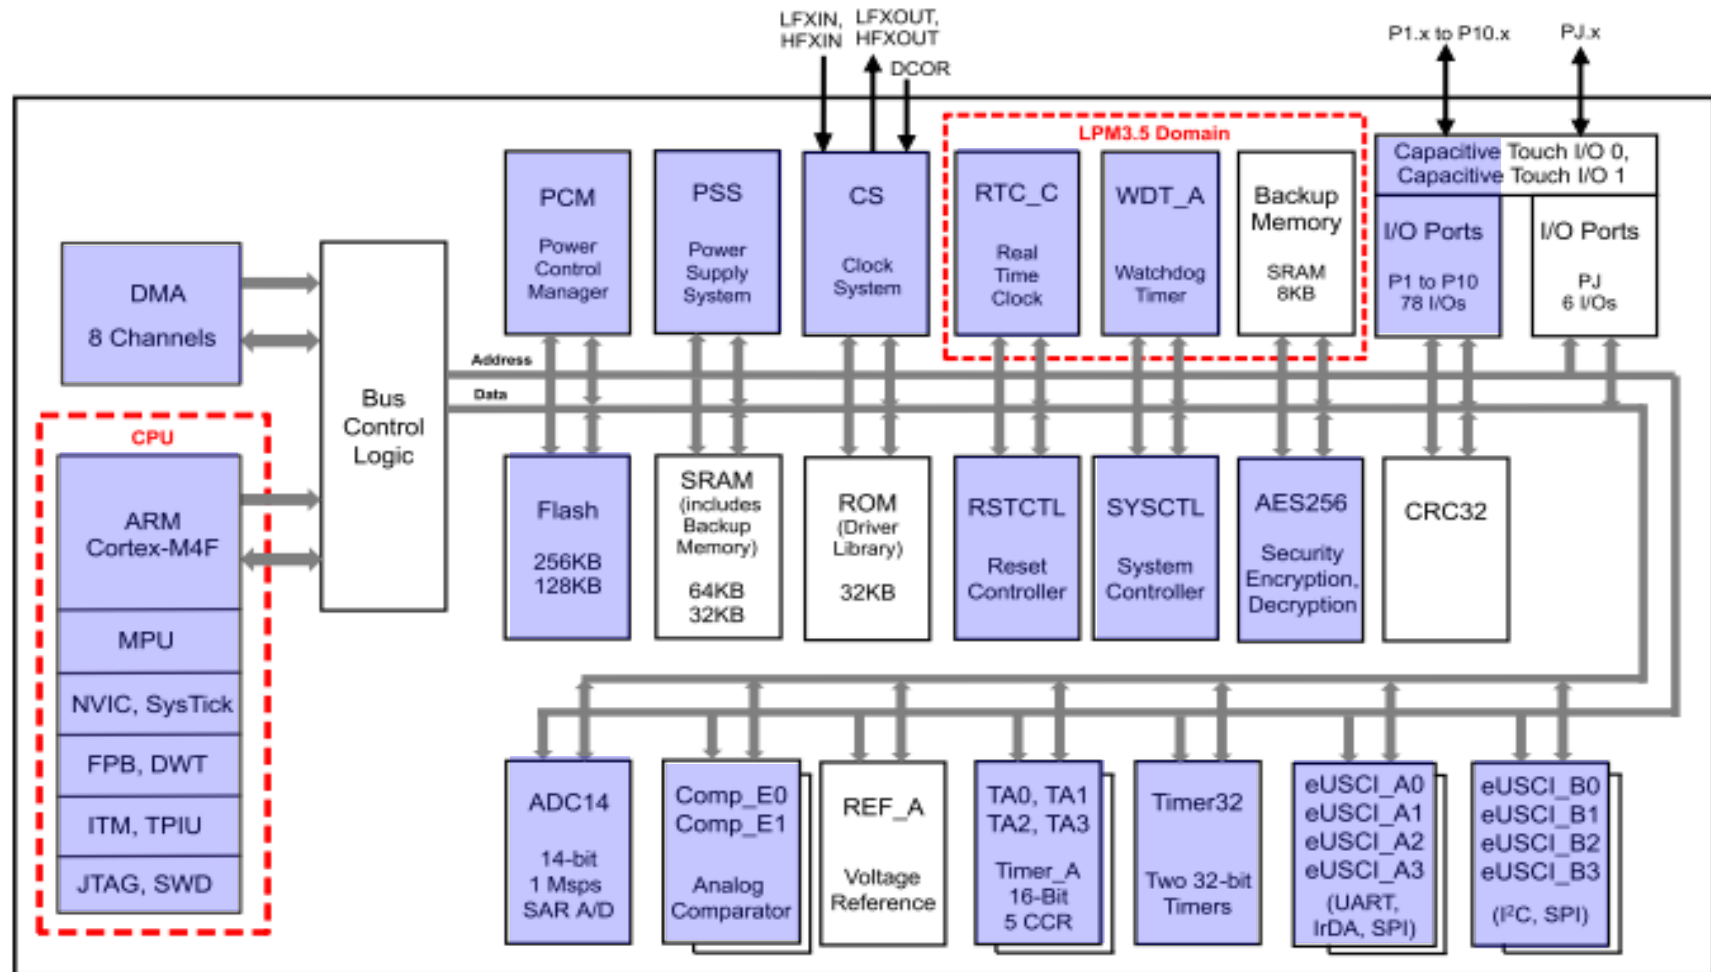 LFXIN,
HFXIN
LFXOUT,
HFXOUT
DCOR
P1.x to P10.x
PJ.x
LPM3.5 Domain
PCM
Power
Control
Manager
PSS
Power
Supply
System
CS
Clock
System
RTC_C
Real
Time
Clock
WDT_A
Watchdog
Timer
Backup
Memory
SRAM
8KB
Capacitive Touch I/O 0,
Capacitive Touch I/O 1
I/O Ports
P1 to P10
78 I/Os
I/O Ports
PJ
6 I/Os
DMA
8 Channels
Bus
Control
Logic
Address
Data
CPU
ARM
Cortex-M4F
MPU
NVIC, SysTick
FPB, DWT
ITM, TPIU
JTAG, SWD
Flash
256KB
128KB
SRAM
(includes
Backup
Memory)
64KB
32KB
ROM
(Driver
Library)
32KB
RSTCTL
Reset
Controller
SYSCTL
System
Controller
AES256
Security
Encryption,
Decryption
CRC32
ADC14
14-bit
1 Msps
SAR A/D
Comp_E0
Comp_E1
Analog
Comparator
REF_A
Voltage
Reference
TA0, TA1
TA2, TA3
Timer_A
16-Bit
5 CCR
Timer32
Two 32-bit
Timers
eUSCI_A0
eUSCI_A1
eUSCI_A2
eUSCI_A3
(UART,
IrDA, SPI)
eUSCI_B0
eUSCI_B1
eUSCI_B2
eUSCI_B3
(I²C, SPI)